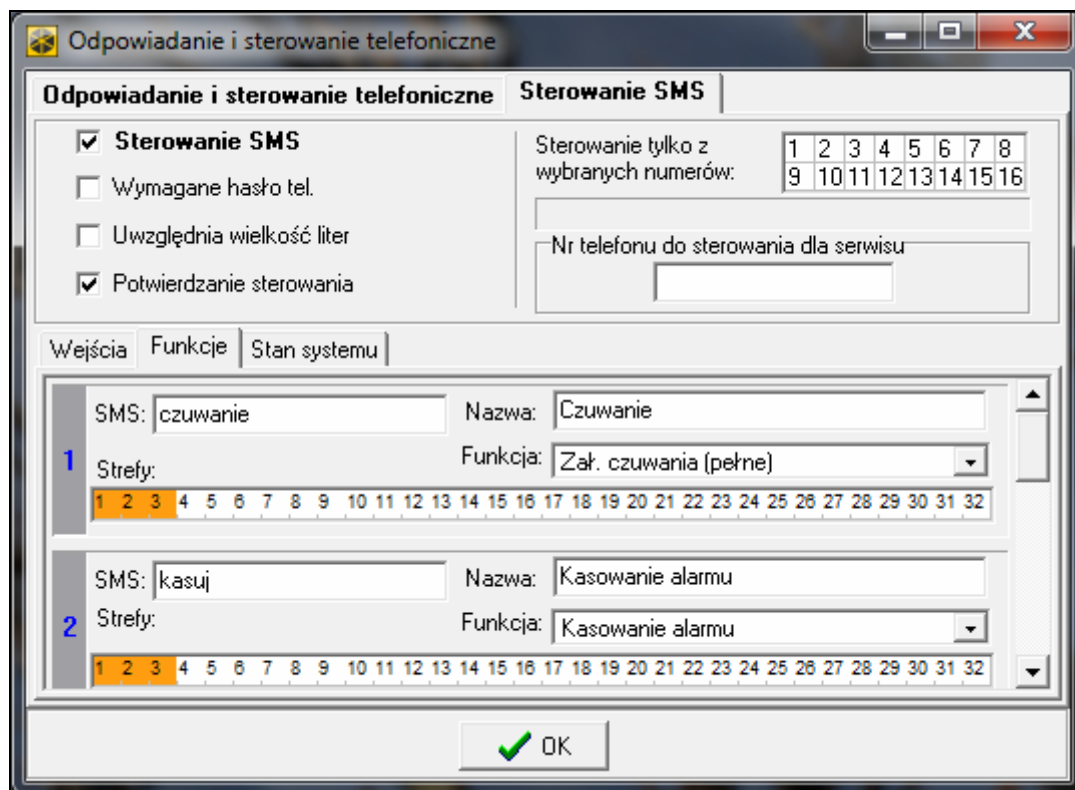 Odpowiadanie i sterowanie telefoniczne
Odpowiadanie i sterowanie telefoniczne Sterowanie SMS
Sterowanie SMS
Wymagane hasło tel.
Uwzględnia wielkość liter
Potwierdzanie sterowania
Sterowanie tylko z
wybranych numerów:
1 2 3 4 5 6 7 8
9 10 11 12 13 14 15 16
Nr telefonu do sterowania dla serwisu
Wejścia Funkcje Stan systemu
1
SMS: czuwanie Nazwa: Czuwanie
Strefy: Funkcja: Zał. czuwania (pełne)
1 2 3 4 5 6 7 8 9 10 11 12 13 14 15 16 17 18 19 20 21 22 23 24 25 26 27 28 29 30 31 32
2
SMS: kasuj Nazwa: Kasowanie alarmu
Strefy: Funkcja: Kasowanie alarmu
1 2 3 4 5 6 7 8 9 10 11 12 13 14 15 16 17 18 19 20 21 22 23 24 25 26 27 28 29 30 31 32
OK